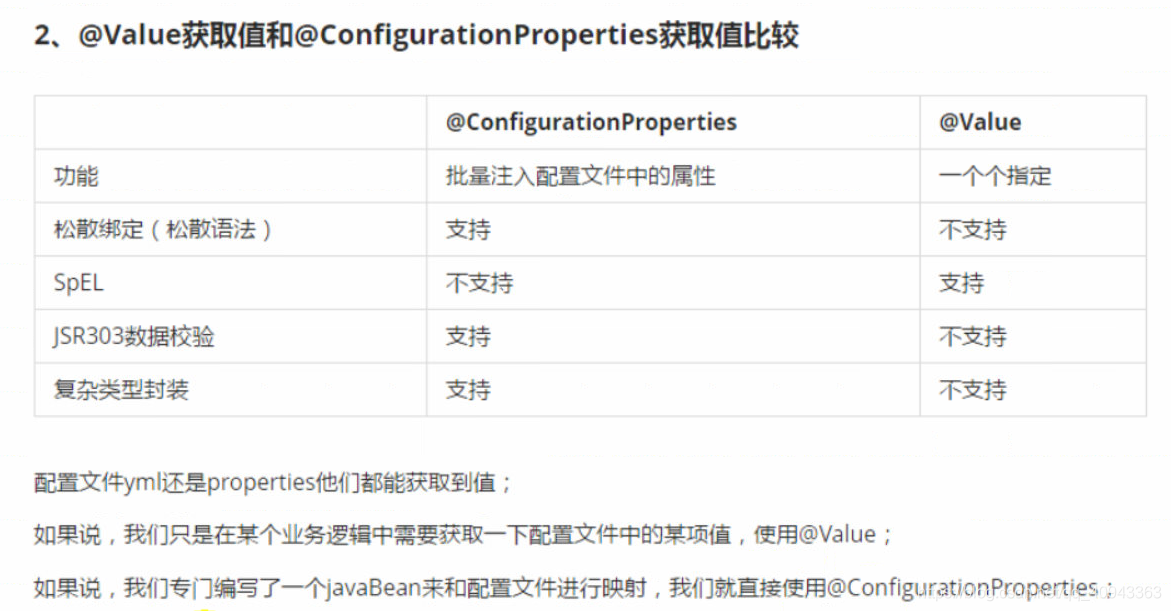 2、@Value获取值和@ConfigurationProperties获取值比较
@ConfigurationProperties @Value
功能 批量注入配置文件中的属性 一个个指定
松散绑定（松散语法） 支持 不支持
SpEL 不支持 支持
JSR303数据校验 支持 不支持
复杂类型封装 支持 不支持
配置文件yml还是properties他们都能获取到值；
如果说，我们只是在某个业务逻辑中需要获取一下配置文件中的某项值，使用@Value；
如果说，我们专门编写了一个javaBean来和配置文件进行映射，我们就直接使用@ConfigurationProperties；